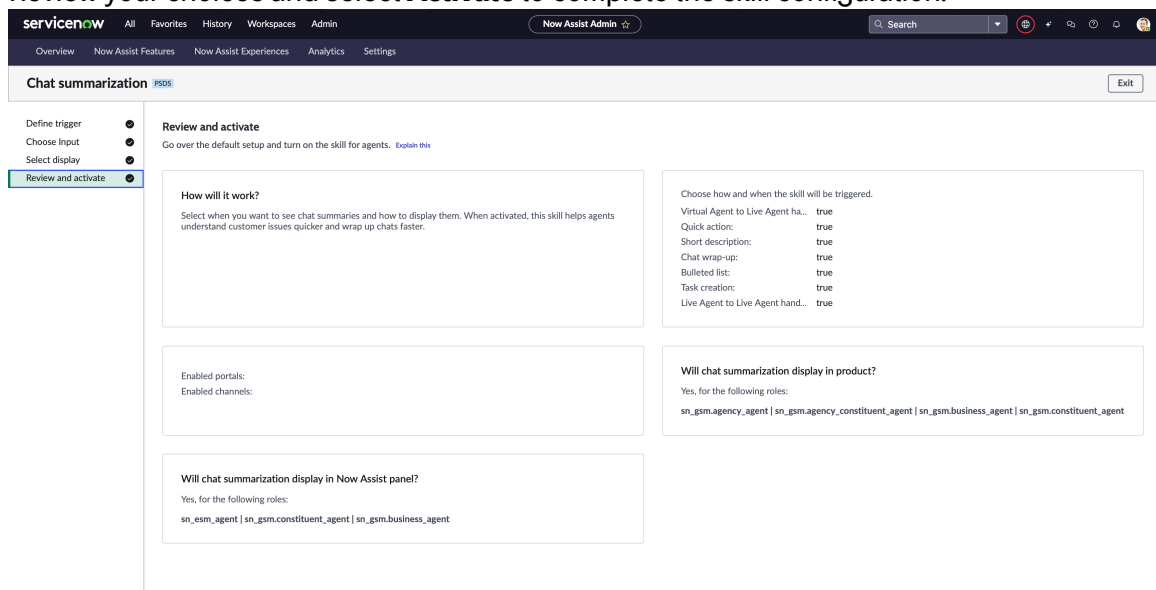 Review your choices and select Activate to complete the skill configuration.
servicenow All Favorites History Workspaces Admin Now Assist Admin ☆ Search
Overview Now Assist Features Now Assist Experiences Analytics Settings
Chat summarization PSDS Exit
Define trigger
Choose Input
Select display
Review and activate
Review and activate
Go over the default setup and turn on the skill for agents. Explain this
How will it work?
Select when you want to see chat summaries and how to display them. When activated, this skill helps agents
understand customer issues quicker and wrap up chats faster.
Choose how and when the skill will be triggered.
Virtual Agent to Live Agent ha... true
Quick action: true
Short description: true
Chat wrap-up: true
Bulleted list: true
Task creation: true
Live Agent to Live Agent hand... true
Enabled portals:
Enabled channels:
Will chat summarization display in product?
Yes, for the following roles:
sn_gsm.agency_agent | sn_gsm.agency_constituent_agent | sn_gsm.business_agent | sn_gsm.constituent_agent
Will chat summarization display in Now Assist panel?
Yes, for the following roles:
sn_esm_agent | sn_gsm.constituent_agent | sn_gsm.business_agent